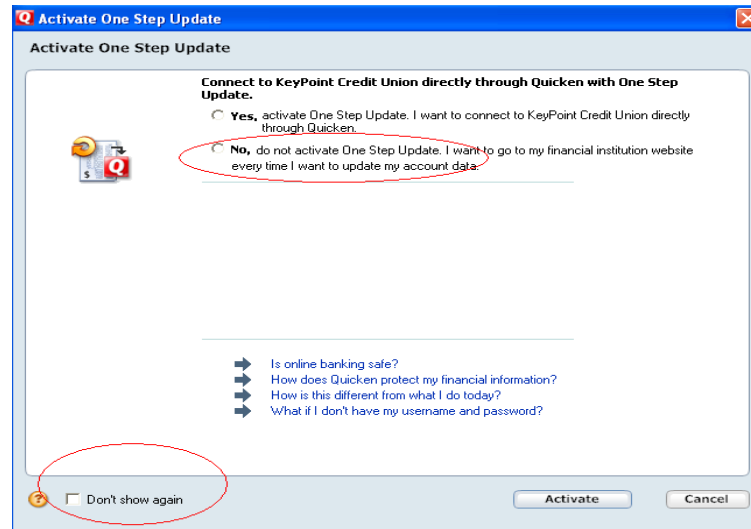 Activate One Step Update
Activate One Step Update
Connect to KeyPoint Credit Union directly through Quicken with One Step
Update.
Yes, activate One Step Update. I want to connect to KeyPoint Credit Union directly
through Quicken.
No, do not activate One Step Update. I want to go to my financial institution website
every time I want to update my account data.
$ Q
Is online banking safe?
How does Quicken protect my financial information?
How is this different from what I do today?
What if I don't have my username and password?
? Don't show again Activate Cancel